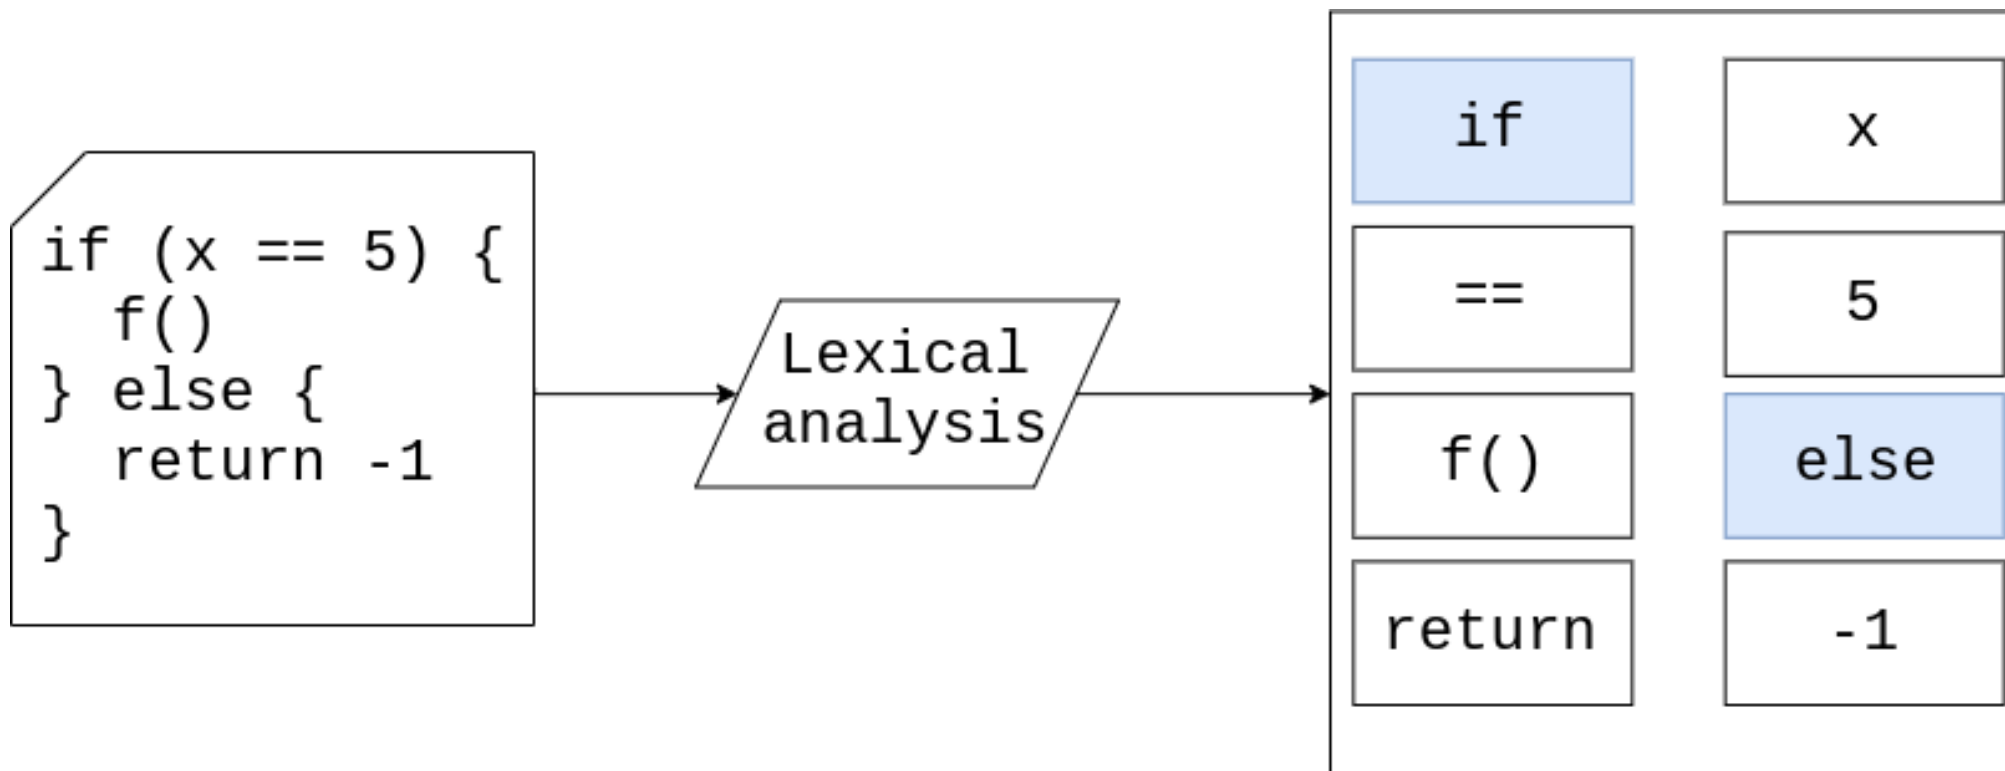 if (x == 5) {
  f()
} else {
  return -1
}
Lexical
analysis
if
x
==
5
f()
else
return
-1